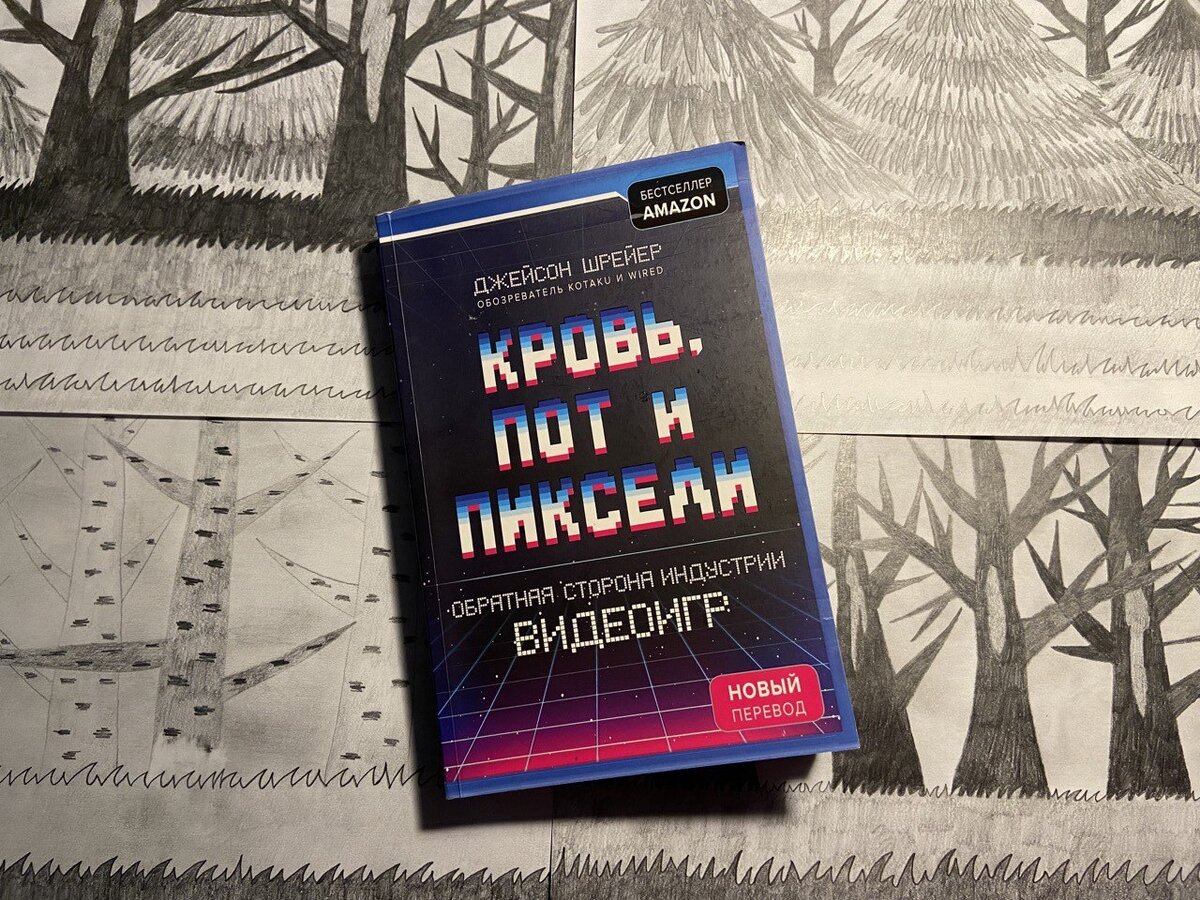 БЕСТСЕЛЛЕР
AMAZON
ДЖЕЙСОН ШРЕЙЕР
ОБОЗРЕВАТЕЛЬ KOTAKU И WIRED
КРОВЬ,
ПОТ И
ПИКСЕЛИ
ОБРАТНАЯ СТОРОНА ИНДУСТРИИ
ВИДЕОИГР
НОВЫЙ
ПЕРЕВОД